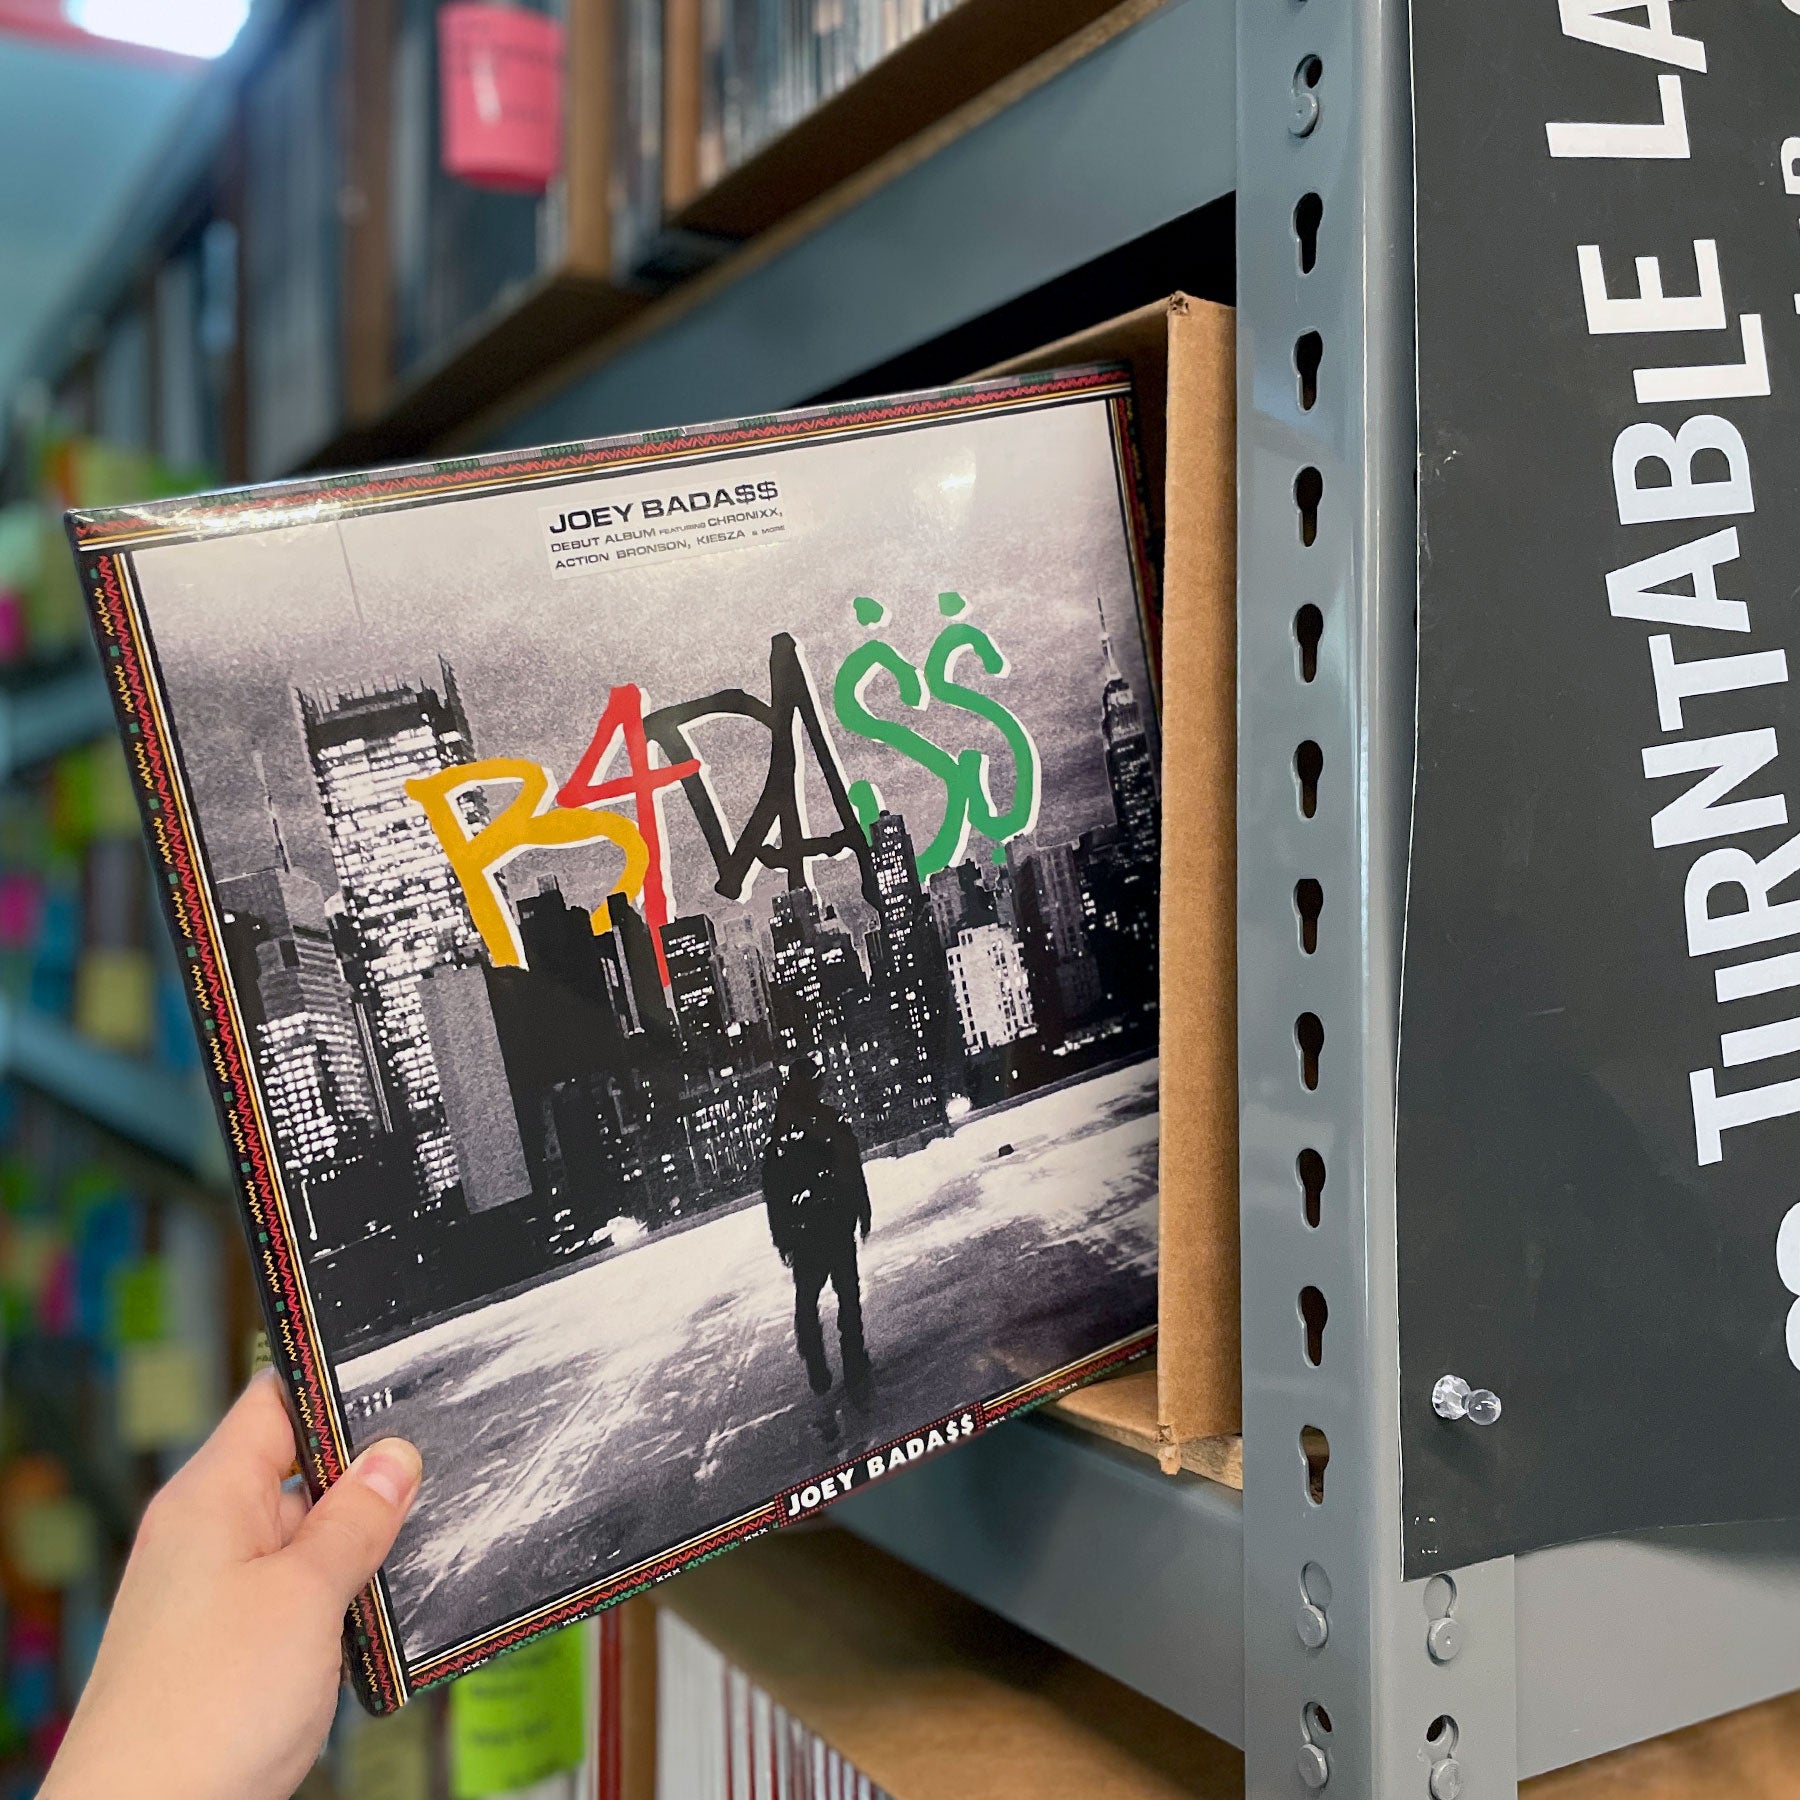 JOEY BADA$$
DEBUT ALBUM FEATURING CHRONIXX,
ACTION BRONSON, KIESZA & MORE
B4DA$$
JOEY BADA$$
TURNTABLE LA